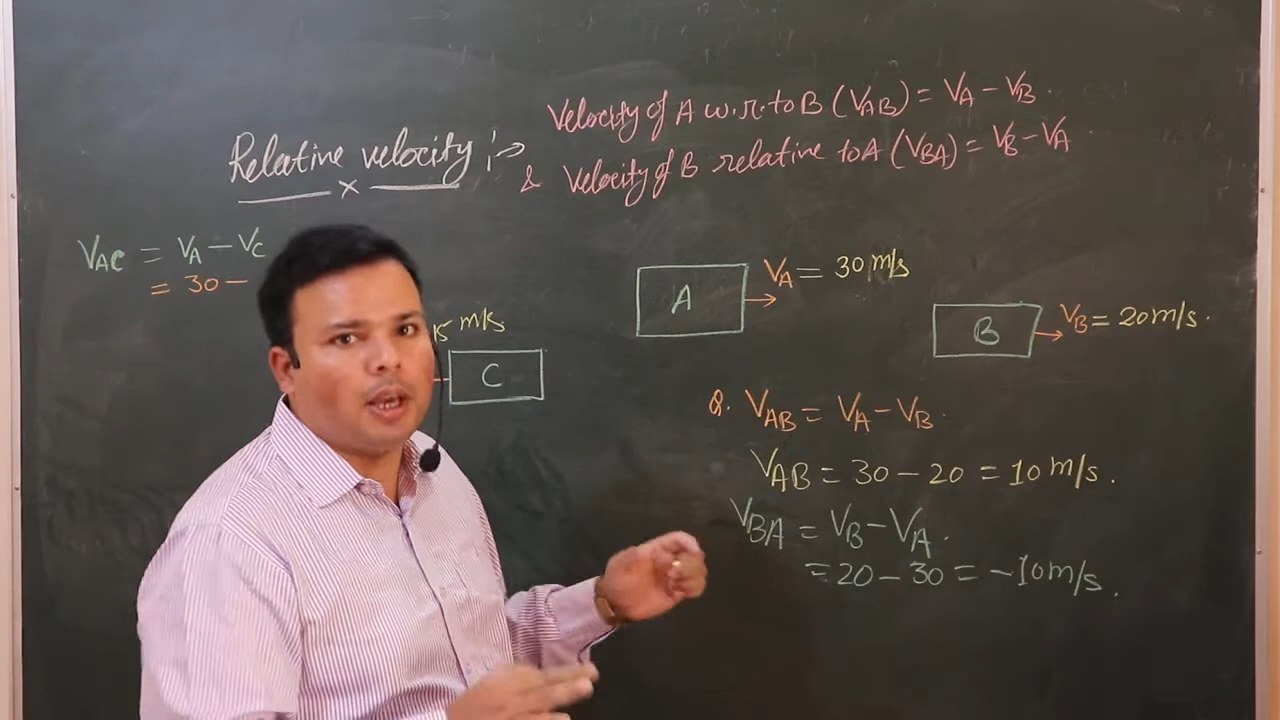 Velocity of A w.r.to B (VAB) = VA - VB.
Relative velocity :→
& Velocity of B relative to A (VBA) = VB - VA
VAC = VA - VC
= 30 -
A
VA = 30 m/s
B
VB = 20 m/s.
15 m/s
C
Q. VAB = VA - VB.
VAB = 30 - 20 = 10 m/s.
VBA = VB - VA.
= 20 - 30 = -10 m/s.